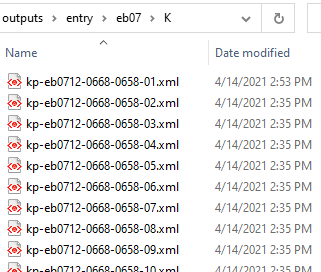 outputs > entry > eb07 > K
Name Date modified
kp-eb0712-0668-0658-01.xml 4/14/2021 2:53 PM
kp-eb0712-0668-0658-02.xml 4/14/2021 2:35 PM
kp-eb0712-0668-0658-03.xml 4/14/2021 2:35 PM
kp-eb0712-0668-0658-04.xml 4/14/2021 2:35 PM
kp-eb0712-0668-0658-05.xml 4/14/2021 2:35 PM
kp-eb0712-0668-0658-06.xml 4/14/2021 2:35 PM
kp-eb0712-0668-0658-07.xml 4/14/2021 2:35 PM
kp-eb0712-0668-0658-08.xml 4/14/2021 2:35 PM
kp-eb0712-0668-0658-09.xml 4/14/2021 2:35 PM
kp-eb0712-0668-0658-10.xml 4/14/2021 2:35 PM